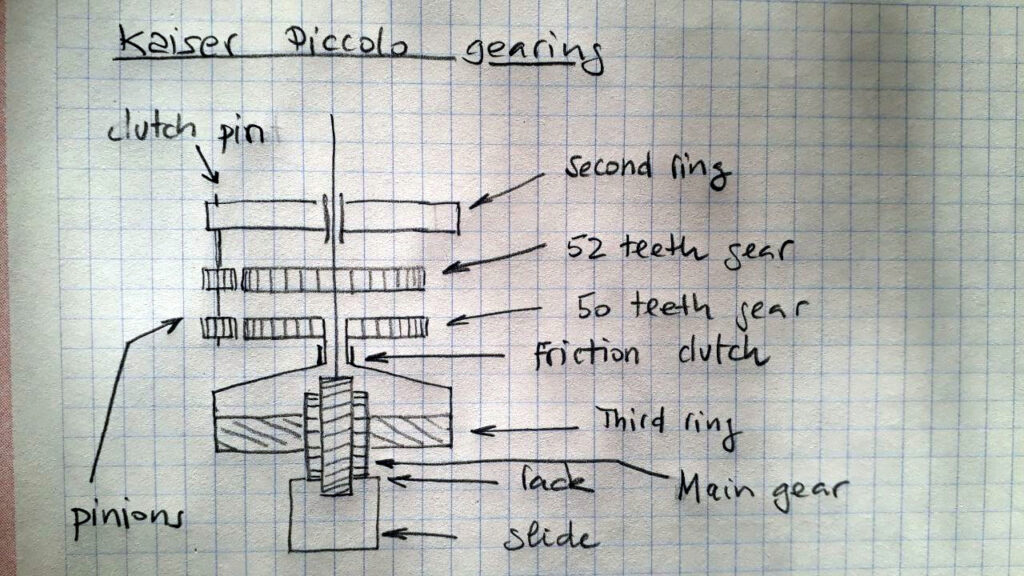 Kaiser Piccolo gearing
clutch pin
second ring
52 teeth gear
50 teeth gear
friction clutch
Third ring
rack
Main gear
pinions
slide